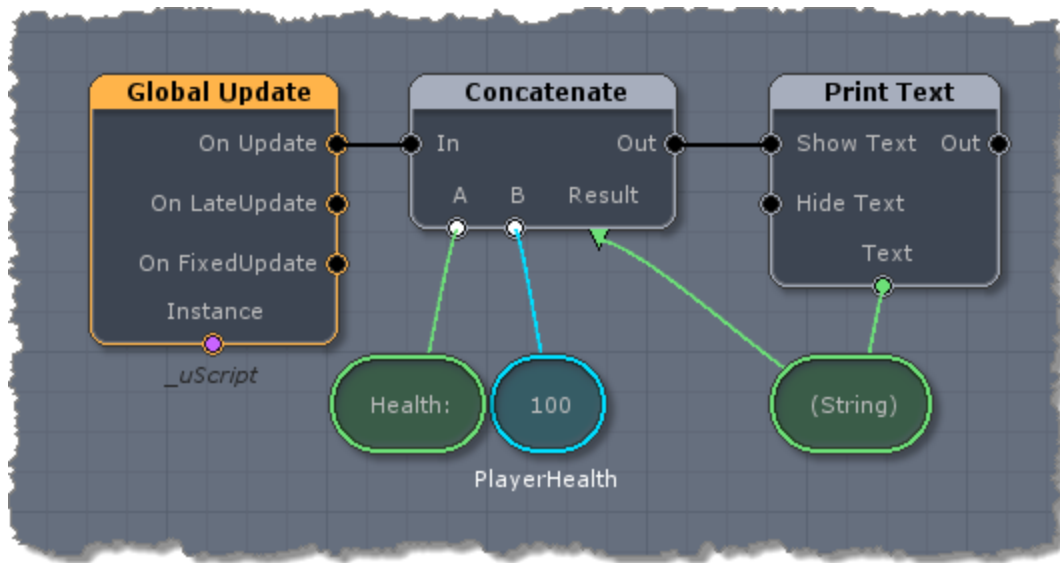 Global Update
On Update
On LateUpdate
On FixedUpdate
Instance
_uScript
Concatenate
In
Out
A
B
Result
Print Text
Show Text
Out
Hide Text
Text
Health:
100
PlayerHealth
(String)